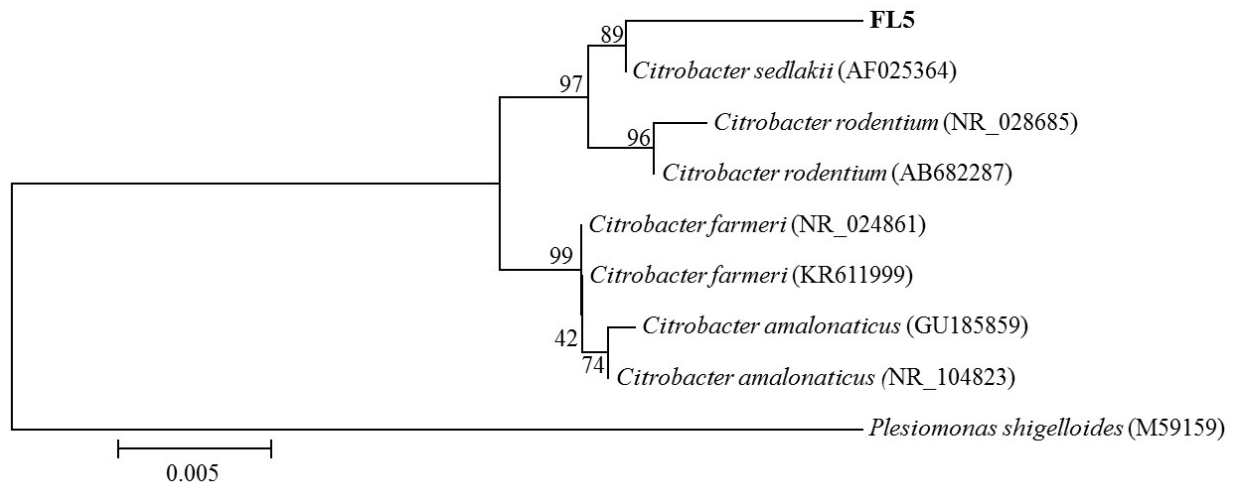 FL5
89
Citrobacter sedlakii (AF025364)
97
Citrobacter rodentium (NR_028685)
96
Citrobacter rodentium (AB682287)
Citrobacter farmeri (NR_024861)
99
Citrobacter farmeri (KR611999)
Citrobacter amalonaticus (GU185859)
42
74
Citrobacter amalonaticus (NR_104823)
Plesiomonas shigelloides (M59159)
0.005